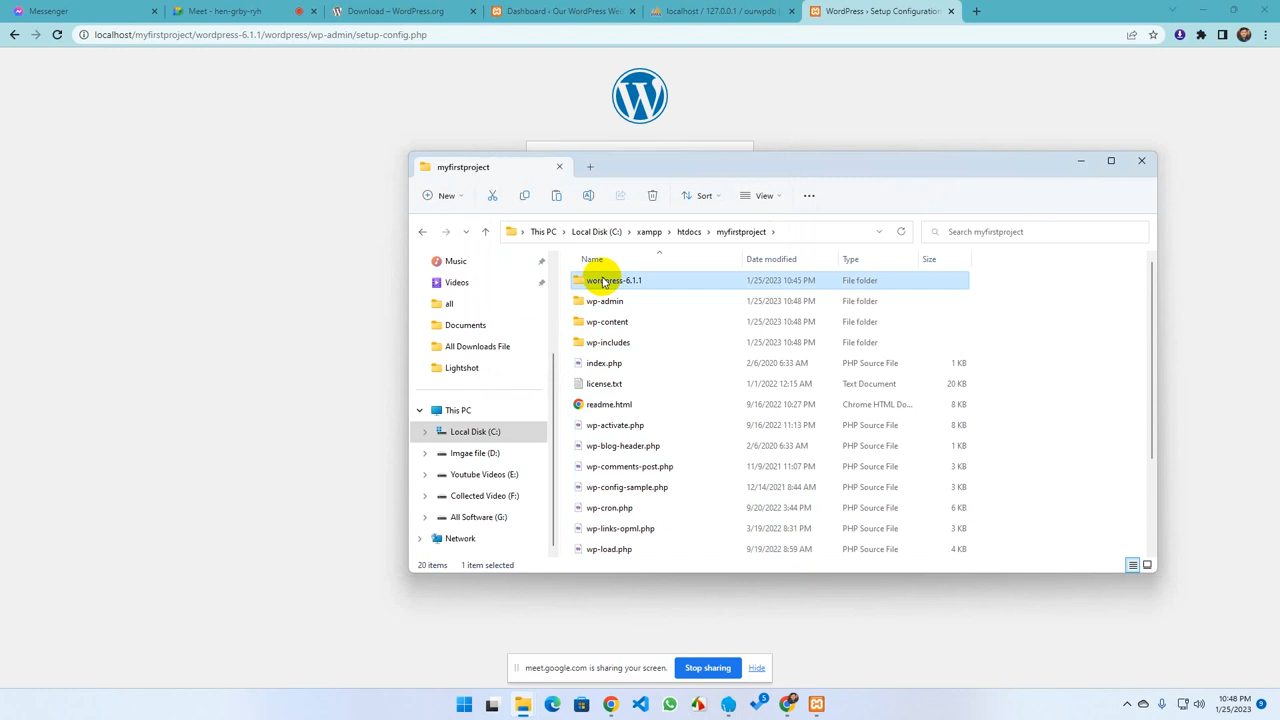 Messenger
Meet - hen-grby-ryh
Download – WordPress.org
Dashboard ‹ Our WordPress Web
localhost / 127.0.0.1 / ourwpdb
WordPress › Setup Configuration
localhost/myfirstproject/wordpress-6.1.1/wordpress/wp-admin/setup-config.php
myfirstproject
New
Sort
View
This PC > Local Disk (C:) > xampp > htdocs > myfirstproject >
Search myfirstproject
Name Date modified Type Size
Music
Videos
all
Documents
All Downloads File
Lightshot
This PC
Local Disk (C:)
Imgae file (D:)
Youtube Videos (E:)
Collected Video (F:)
All Software (G:)
Network
wordpress-6.1.1 1/25/2023 10:45 PM File folder
wp-admin 1/25/2023 10:48 PM File folder
wp-content 1/25/2023 10:48 PM File folder
wp-includes 1/25/2023 10:48 PM File folder
index.php 2/6/2020 6:33 AM PHP Source File 1 KB
license.txt 1/1/2022 12:15 AM Text Document 20 KB
readme.html 9/16/2022 10:27 PM Chrome HTML Do... 8 KB
wp-activate.php 9/16/2022 11:13 PM PHP Source File 8 KB
wp-blog-header.php 2/6/2020 6:33 AM PHP Source File 1 KB
wp-comments-post.php 11/9/2021 11:07 PM PHP Source File 3 KB
wp-config-sample.php 12/14/2021 8:44 AM PHP Source File 3 KB
wp-cron.php 9/20/2022 3:44 PM PHP Source File 6 KB
wp-links-opml.php 3/19/2022 8:31 PM PHP Source File 3 KB
wp-load.php 9/19/2022 8:59 AM PHP Source File 4 KB
20 items 1 item selected
meet.google.com is sharing your screen. Stop sharing Hide
5
10:48 PM
1/25/2023
9